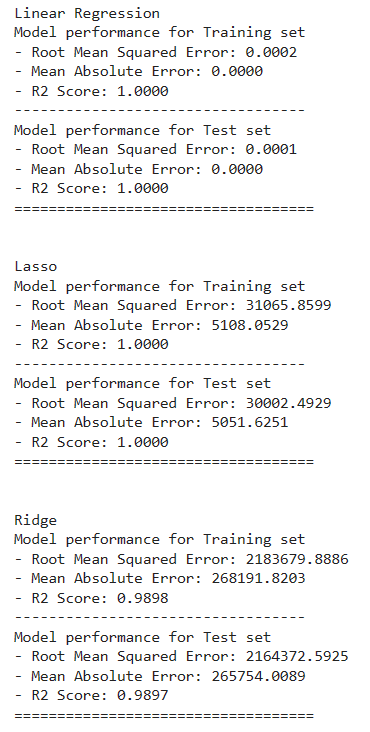 Linear Regression
Model performance for Training set
- Root Mean Squared Error: 0.0002
- Mean Absolute Error: 0.0000
- R2 Score: 1.0000
----------------------------------
Model performance for Test set
- Root Mean Squared Error: 0.0001
- Mean Absolute Error: 0.0000
- R2 Score: 1.0000
===================================
Lasso
Model performance for Training set
- Root Mean Squared Error: 31065.8599
- Mean Absolute Error: 5108.0529
- R2 Score: 1.0000
----------------------------------
Model performance for Test set
- Root Mean Squared Error: 30002.4929
- Mean Absolute Error: 5051.6251
- R2 Score: 1.0000
===================================
Ridge
Model performance for Training set
- Root Mean Squared Error: 2183679.8886
- Mean Absolute Error: 268191.8203
- R2 Score: 0.9898
----------------------------------
Model performance for Test set
- Root Mean Squared Error: 2164372.5925
- Mean Absolute Error: 265754.0089
- R2 Score: 0.9897
===================================